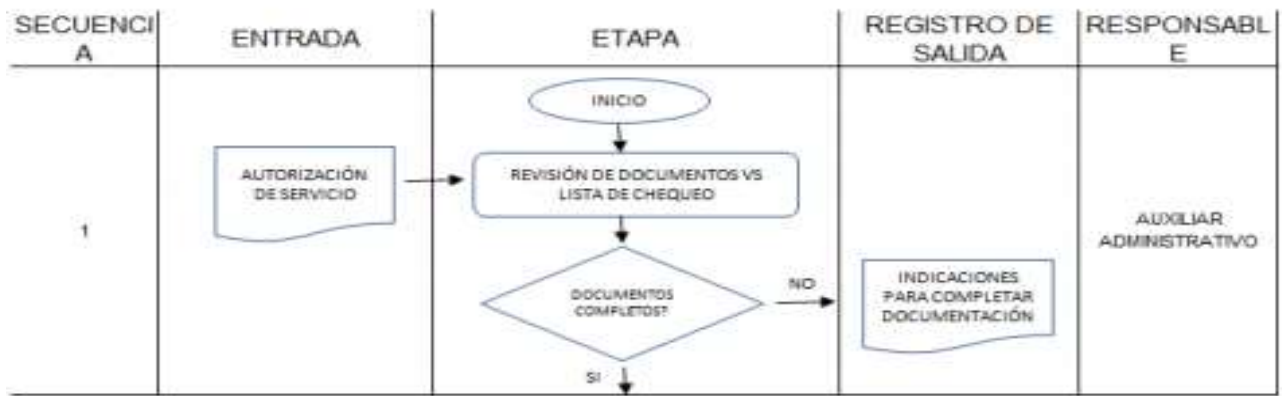 SECUENCI
A
ENTRADA
ETAPA
REGISTRO DE
SALIDA
RESPONSABL
E
1
AUTORIZACIÓN
DE SERVICIO
INICIO
REVISIÓN DE DOCUMENTOS VS
LISTA DE CHEQUEO
DOCUMENTOS
COMPLETOS?
NO
SI
INDICACIONES
PARA COMPLETAR
DOCUMENTACIÓN
AUXILIAR
ADMINISTRATIVO